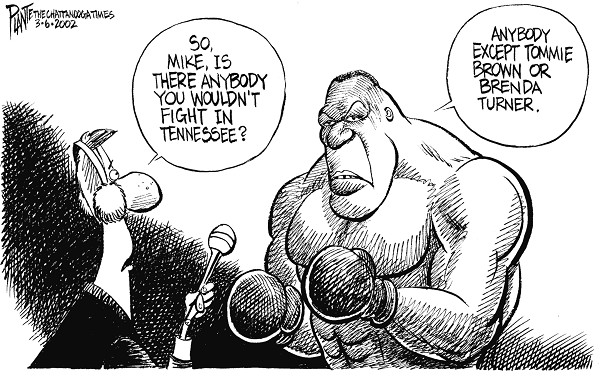 PLANTE THE CHATTANOOGA TIMES
3·6·2002
SO,
MIKE, IS
THERE ANYBODY
YOU WOULDN'T
FIGHT IN
TENNESSEE?
ANYBODY
EXCEPT TOMMIE
BROWN OR
BRENDA
TURNER.